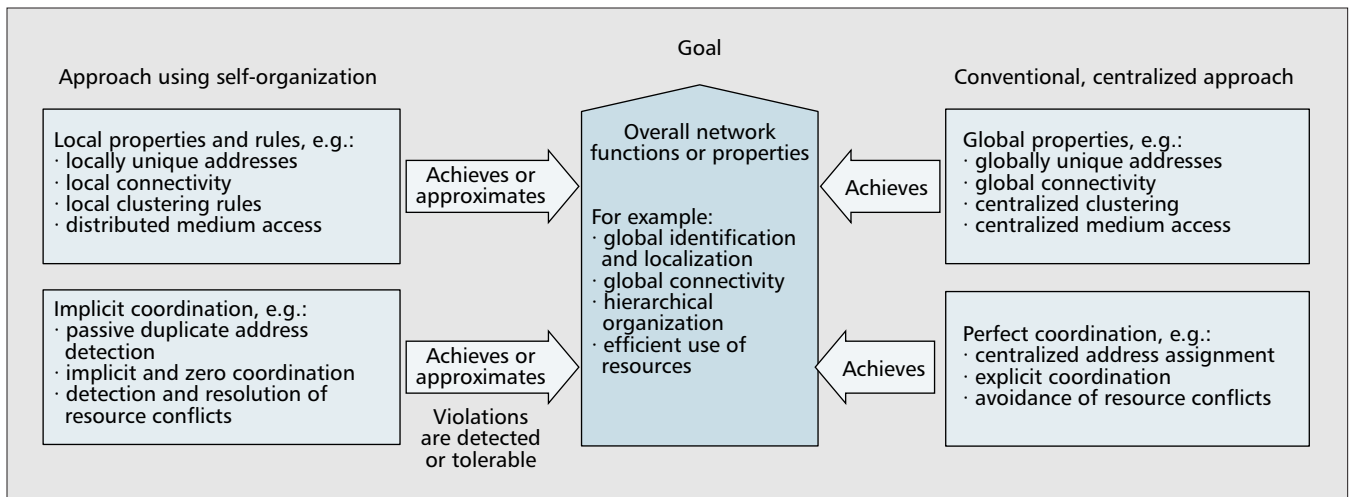 Goal
Approach using self-organization
Conventional, centralized approach
Local properties and rules, e.g.:
· locally unique addresses
· local connectivity
· local clustering rules
· distributed medium access
Achieves or
approximates
Implicit coordination, e.g.:
· passive duplicate address
detection
· implicit and zero coordination
· detection and resolution of
resource conflicts
Achieves or
approximates
Violations
are detected
or tolerable
Overall network
functions or properties
For example:
· global identification
and localization
· global connectivity
· hierarchical
organization
· efficient use of
resources
Achieves
Global properties, e.g.:
· globally unique addresses
· global connectivity
· centralized clustering
· centralized medium access
Achieves
Perfect coordination, e.g.:
· centralized address assignment
· explicit coordination
· avoidance of resource conflicts